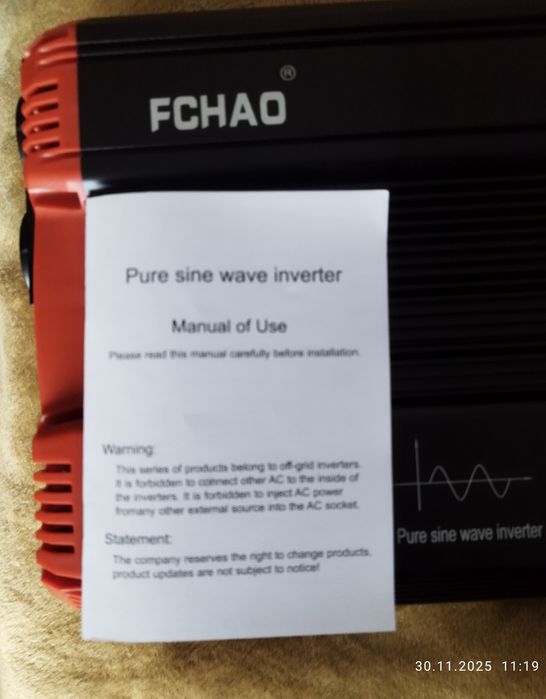 FCHAO®
Pure sine wave inverter
Manual of Use
Please read this manual carefully before installation.
Warning:
This series of products belong to off-grid inverters.
It is forbidden to connect other AC to the inside of
the inverters. It is forbidden to inject AC power
fromany other external source into the AC socket.
Statement:
The company reserves the right to change products,
product updates are not subject to notice!
Pure sine wave inverter
30.11.2025 11:19